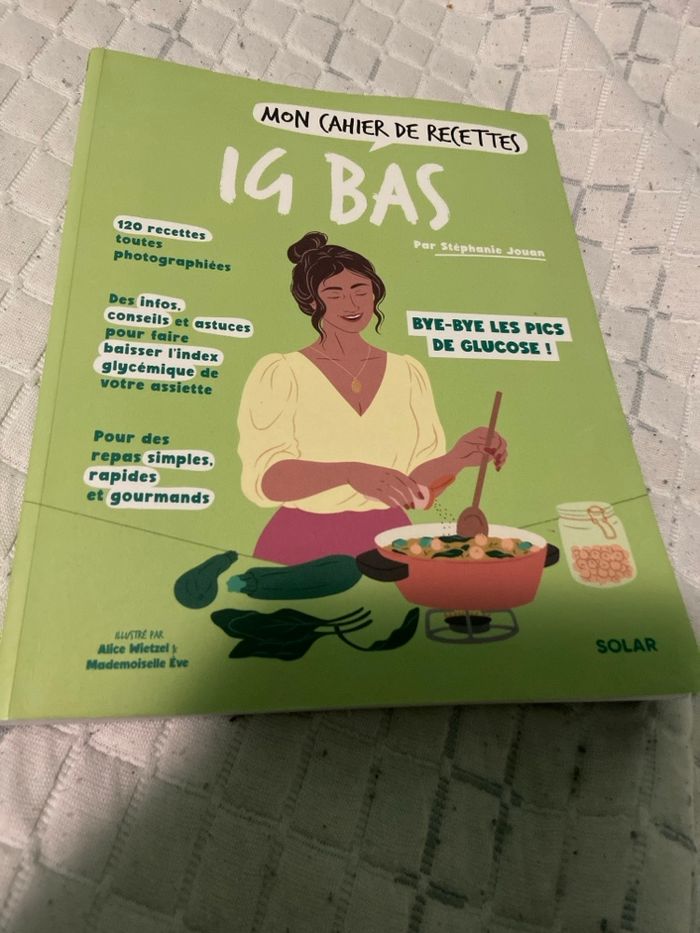 MON CAHIER DE RECETTES
IG BAS
Par Stéphanie Jouan
120 recettes
toutes
photographiées
Des infos,
conseils et astuces
pour faire
baisser l'index
glycémique de
votre assiette
BYE-BYE LES PICS
DE GLUCOSE !
Pour des
repas simples,
rapides
et gourmands
ILLUSTRÉ PAR
Alice Wietzel &
Mademoiselle Ève
SOLAR